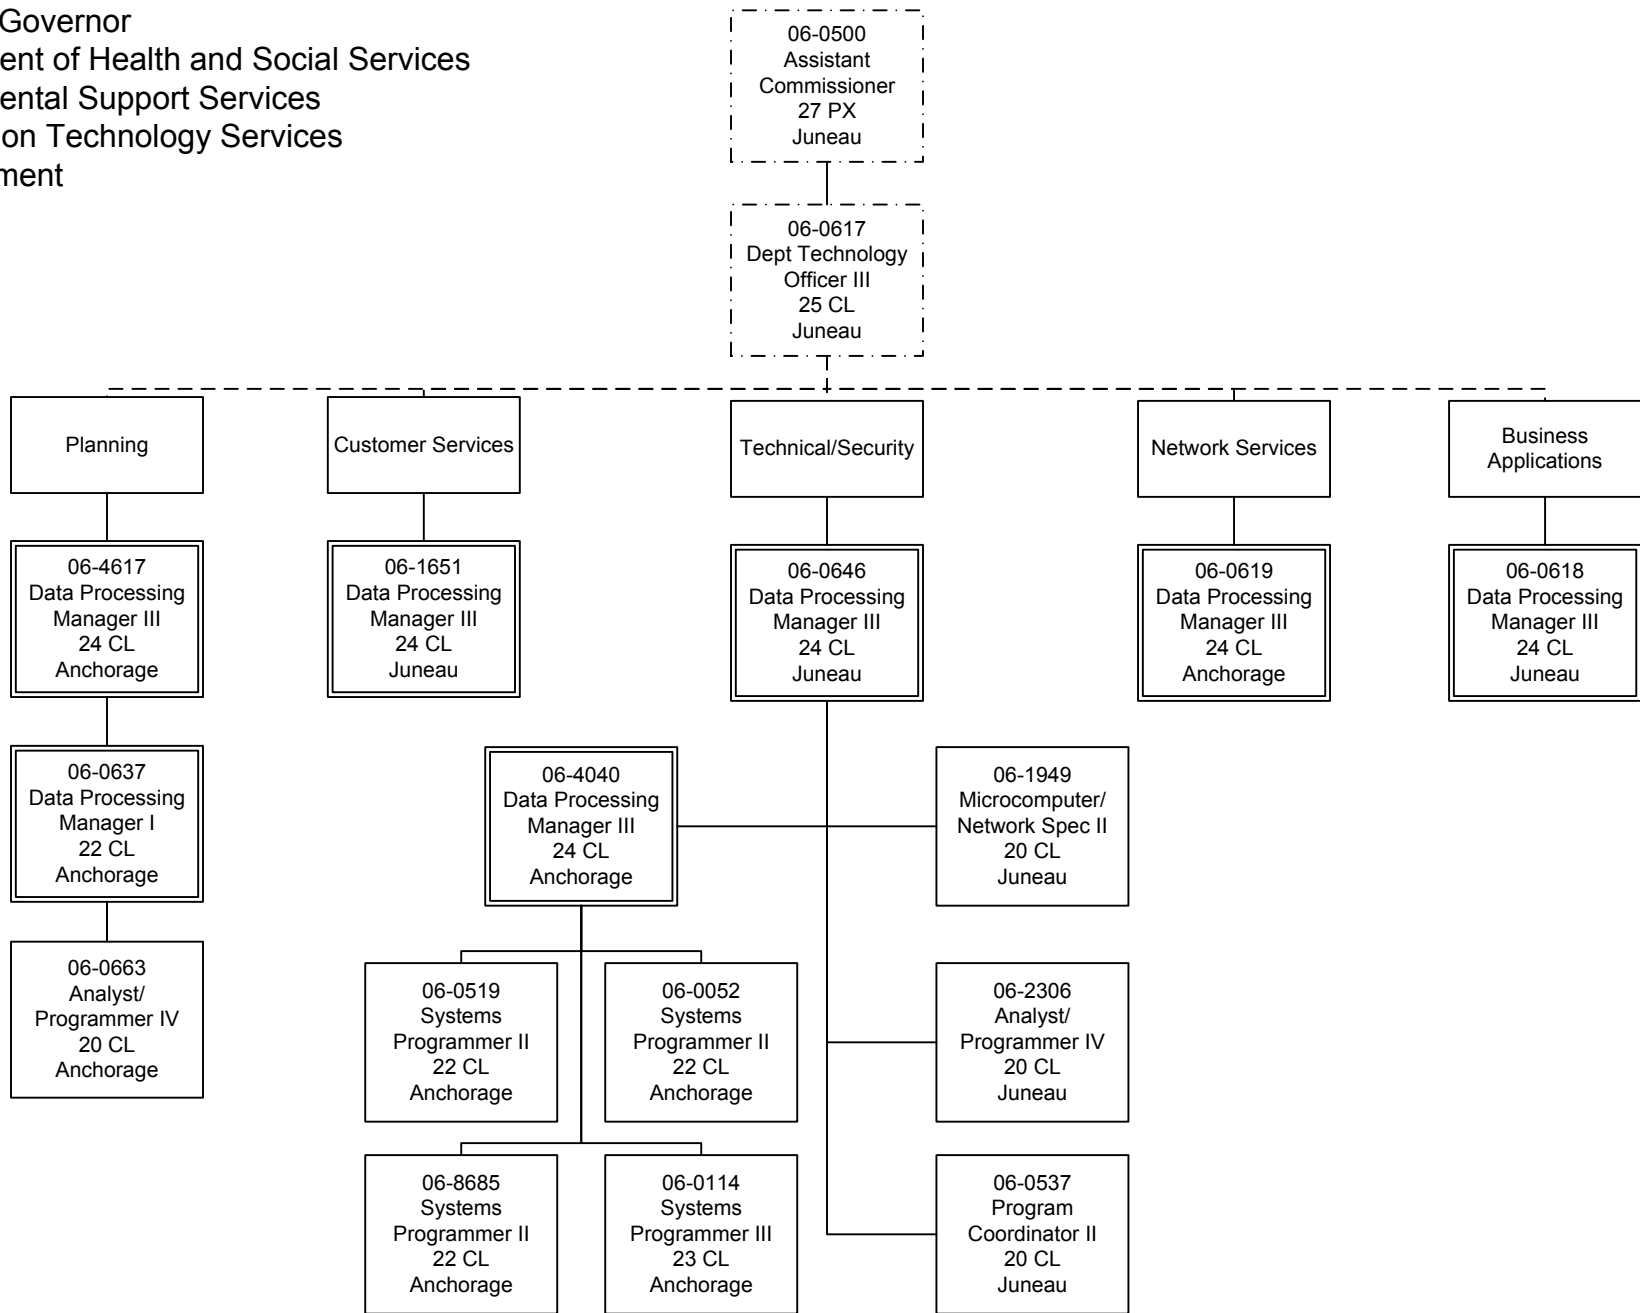 Governor
ent of Health and Social Services
ental Support Services
on Technology Services
ment
06-0500
Assistant
Commissioner
27 PX
Juneau
06-0617
Dept Technology
Officer III
25 CL
Juneau
Planning
Customer Services
Technical/Security
Network Services
Business
Applications
06-4617
Data Processing
Manager III
24 CL
Anchorage
06-1651
Data Processing
Manager III
24 CL
Juneau
06-0646
Data Processing
Manager III
24 CL
Juneau
06-0619
Data Processing
Manager III
24 CL
Anchorage
06-0618
Data Processing
Manager III
24 CL
Juneau
06-0637
Data Processing
Manager I
22 CL
Anchorage
06-4040
Data Processing
Manager III
24 CL
Anchorage
06-1949
Microcomputer/
Network Spec II
20 CL
Juneau
06-0663
Analyst/
Programmer IV
20 CL
Anchorage
06-0519
Systems
Programmer II
22 CL
Anchorage
06-0052
Systems
Programmer II
22 CL
Anchorage
06-2306
Analyst/
Programmer IV
20 CL
Juneau
06-8685
Systems
Programmer II
22 CL
Anchorage
06-0114
Systems
Programmer III
23 CL
Anchorage
06-0537
Program
Coordinator II
20 CL
Juneau